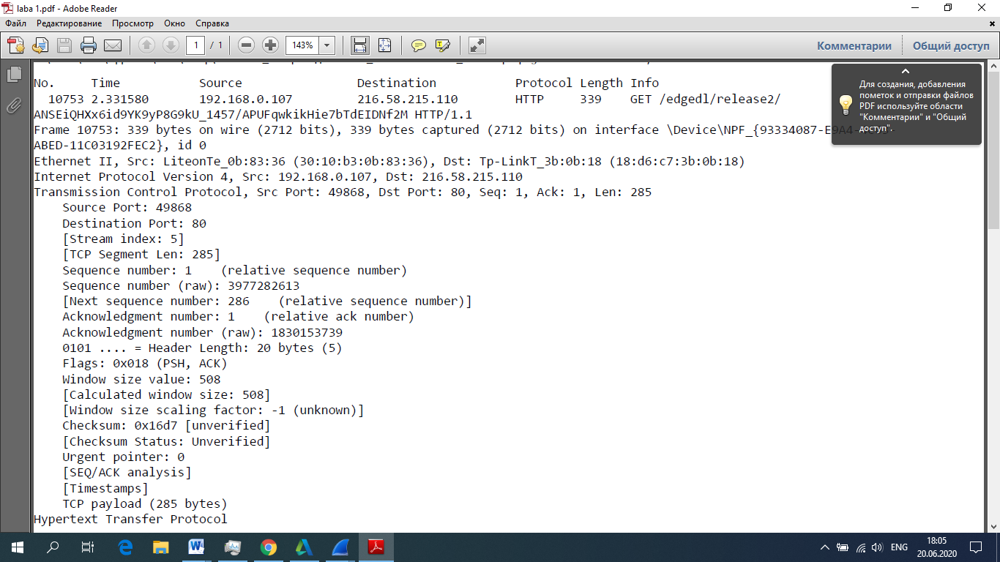 laba 1.pdf - Adobe Reader
Файл Редактирование Просмотр Окно Справка
1 / 1 143% Комментарии Общий доступ
No. Time Source Destination Protocol Length Info
10753 2.331580 192.168.0.107 216.58.215.110 HTTP 339 GET /edgedl/release2/
ANSEiQHXx6id9YK9yP8G9kU_1457/APUFqwkikHie7bTdEIDNf2M HTTP/1.1
Frame 10753: 339 bytes on wire (2712 bits), 339 bytes captured (2712 bits) on interface \Device\NPF_{93334087-E9A4-
ABED-11C03192FEC2}, id 0
Ethernet II, Src: LiteonTe_0b:83:36 (30:10:b3:0b:83:36), Dst: Tp-LinkT_3b:0b:18 (18:d6:c7:3b:0b:18)
Internet Protocol Version 4, Src: 192.168.0.107, Dst: 216.58.215.110
Transmission Control Protocol, Src Port: 49868, Dst Port: 80, Seq: 1, Ack: 1, Len: 285
Source Port: 49868
Destination Port: 80
[Stream index: 5]
[TCP Segment Len: 285]
Sequence number: 1 (relative sequence number)
Sequence number (raw): 3977282613
[Next sequence number: 286 (relative sequence number)]
Acknowledgment number: 1 (relative ack number)
Acknowledgment number (raw): 1830153739
0101 .... = Header Length: 20 bytes (5)
Flags: 0x018 (PSH, ACK)
Window size value: 508
[Calculated window size: 508]
[Window size scaling factor: -1 (unknown)]
Checksum: 0x16d7 [unverified]
[Checksum Status: Unverified]
Urgent pointer: 0
[SEQ/ACK analysis]
[Timestamps]
TCP payload (285 bytes)
Hypertext Transfer Protocol
Для создания, добавления
пометок и отправки файлов
PDF используйте области
"Комментарии" и "Общий
доступ".
ENG
18:05
20.06.2020